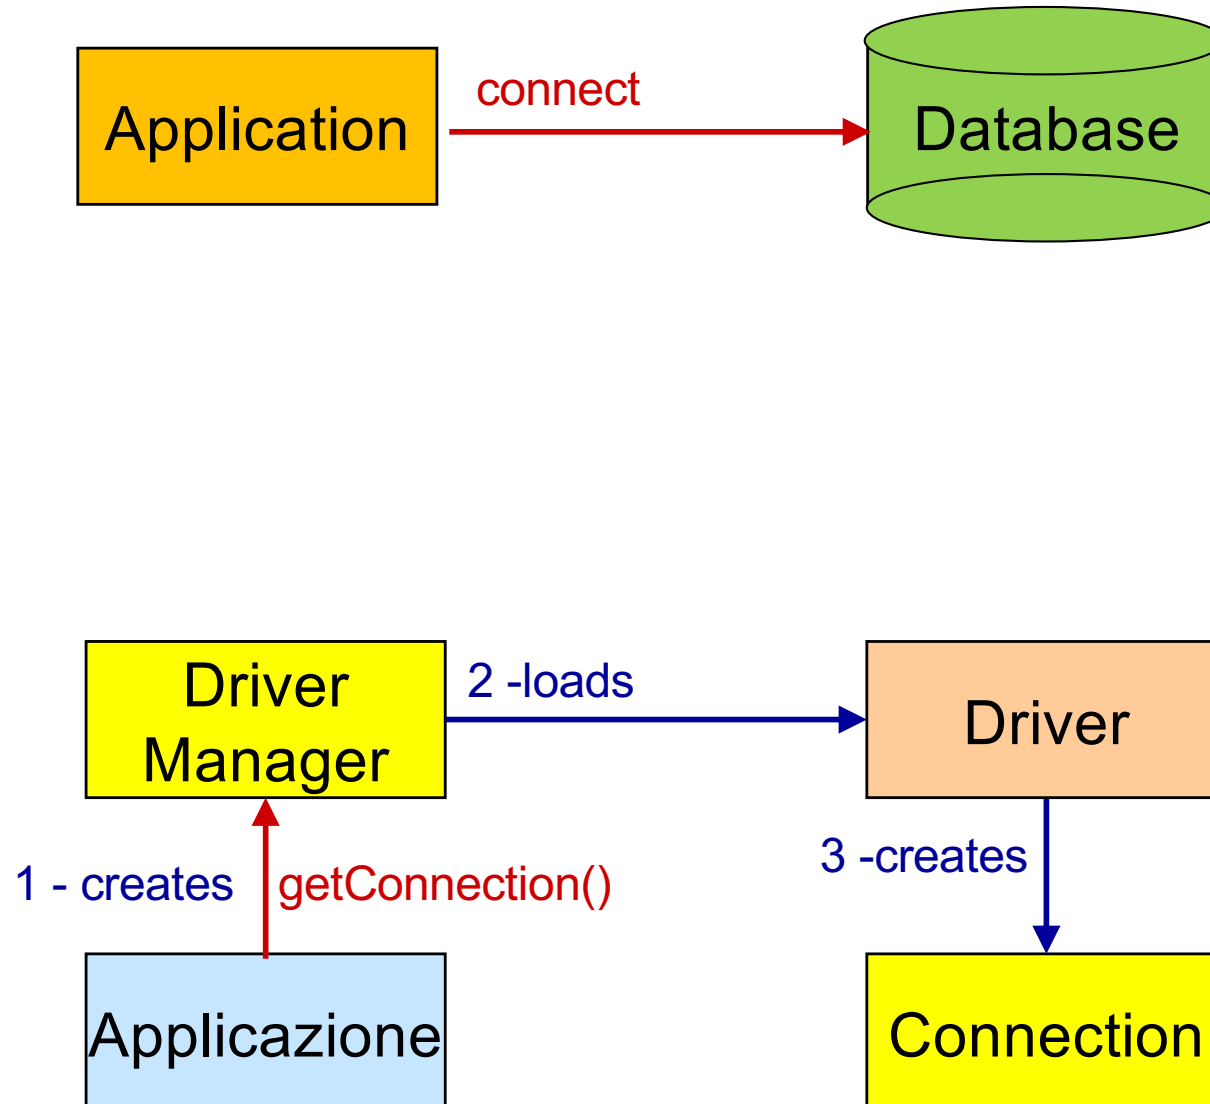 connect
Application
Database
Driver
Manager
2 -loads
Driver
1 - creates
getConnection()
3 -creates
Applicazione
Connection